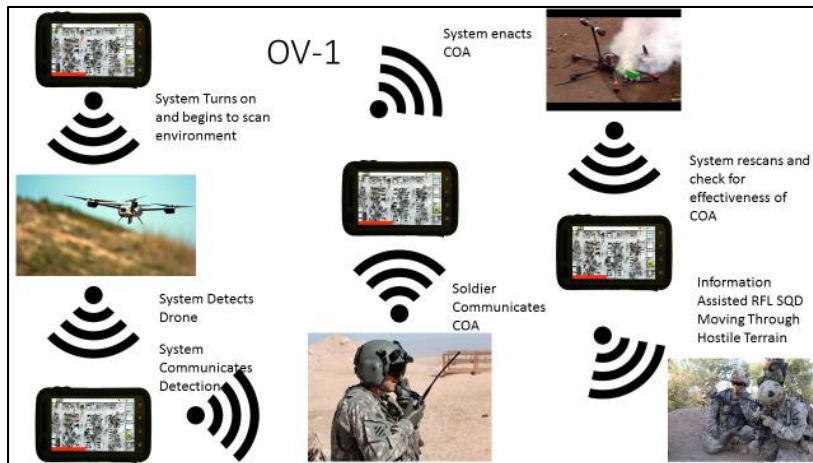 OV-1
System Turns on
and begins to scan
environment
System Detects
Drone
System
Communicates
Detection
System enacts
COA
Soldier
Communicates
COA
System rescans and
check for
effectiveness of
COA
Information
Assisted RFL SQD
Moving Through
Hostile Terrain